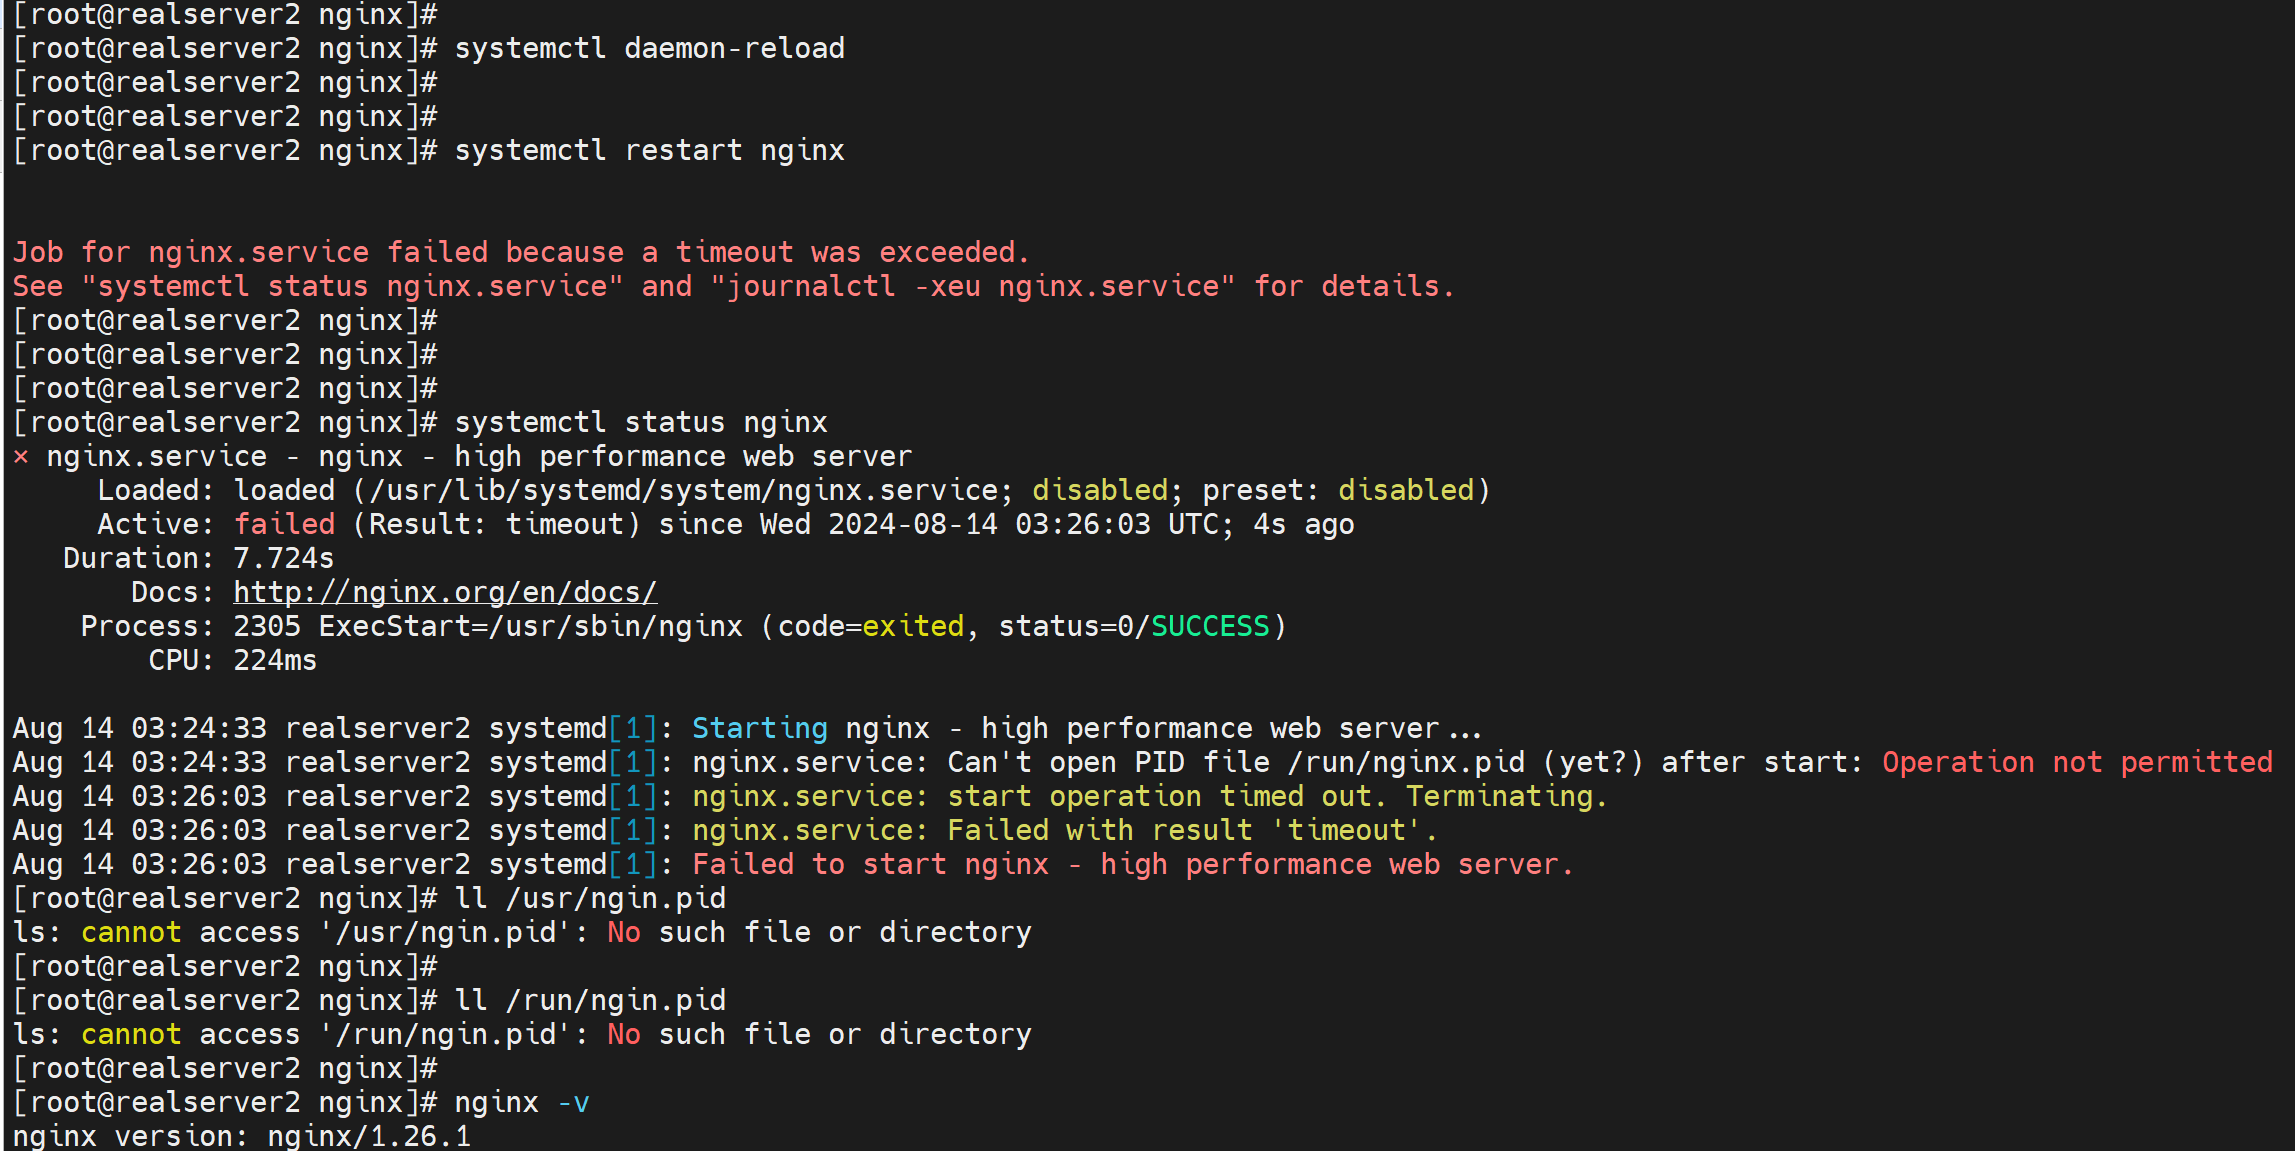 [root@realserver2 nginx]#
[root@realserver2 nginx]# systemctl daemon-reload
[root@realserver2 nginx]#
[root@realserver2 nginx]#
[root@realserver2 nginx]# systemctl restart nginx
Job for nginx.service failed because a timeout was exceeded.
See "systemctl status nginx.service" and "journalctl -xeu nginx.service" for details.
[root@realserver2 nginx]#
[root@realserver2 nginx]#
[root@realserver2 nginx]#
[root@realserver2 nginx]# systemctl status nginx
× nginx.service - nginx - high performance web server
     Loaded: loaded (/usr/lib/systemd/system/nginx.service; disabled; preset: disabled)
     Active: failed (Result: timeout) since Wed 2024-08-14 03:26:03 UTC; 4s ago
   Duration: 7.724s
       Docs: http://nginx.org/en/docs/
    Process: 2305 ExecStart=/usr/sbin/nginx (code=exited, status=0/SUCCESS)
        CPU: 224ms
Aug 14 03:24:33 realserver2 systemd[1]: Starting nginx - high performance web server...
Aug 14 03:24:33 realserver2 systemd[1]: nginx.service: Can't open PID file /run/nginx.pid (yet?) after start: Operation not permitted
Aug 14 03:26:03 realserver2 systemd[1]: nginx.service: start operation timed out. Terminating.
Aug 14 03:26:03 realserver2 systemd[1]: nginx.service: Failed with result 'timeout'.
Aug 14 03:26:03 realserver2 systemd[1]: Failed to start nginx - high performance web server.
[root@realserver2 nginx]# ll /usr/ngin.pid
ls: cannot access '/usr/ngin.pid': No such file or directory
[root@realserver2 nginx]#
[root@realserver2 nginx]# ll /run/ngin.pid
ls: cannot access '/run/ngin.pid': No such file or directory
[root@realserver2 nginx]#
[root@realserver2 nginx]# nginx -v
nginx version: nginx/1.26.1